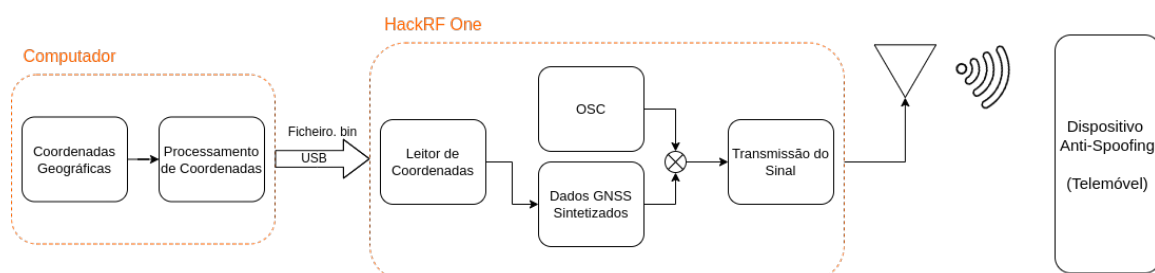 HackRF One
Computador
Coordenadas
Geográficas
Processamento
de Coordenadas
Ficheiro. bin
USB
Leitor de
Coordenadas
OSC
Dados GNSS
Sintetizados
Transmissão do
Sinal
Dispositivo
Anti-Spoofing
(Telemóvel)